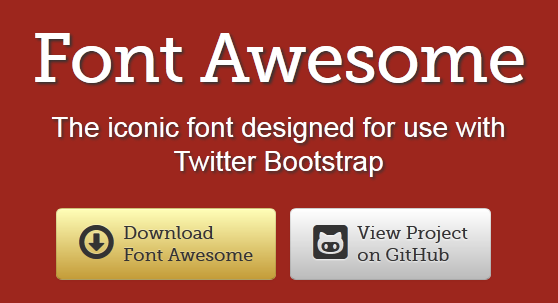 Font Awesome
The iconic font designed for use with
Twitter Bootstrap
Download
Font Awesome
View Project
on GitHub